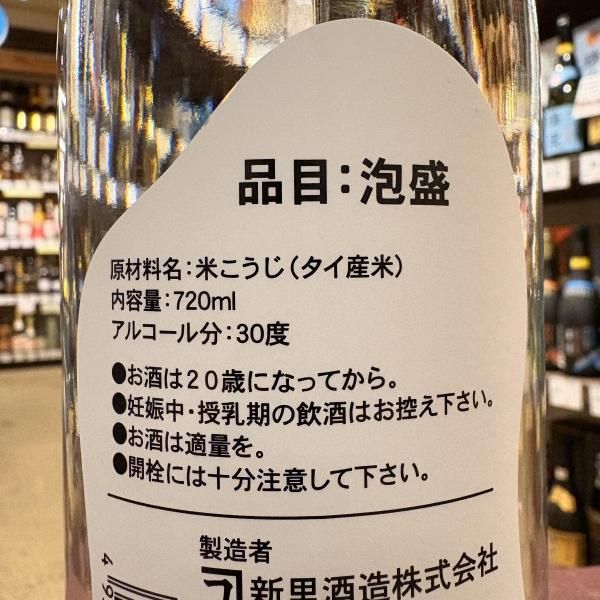 品目:泡盛
原材料名:米こうじ(タイ産米)
内容量:720ml
アルコール分:30度
●お酒は20歳になってから。
●妊娠中・授乳期の飲酒はお控え下さい。
●お酒は適量を。
●開栓には十分注意して下さい。
製造者
新里酒造株式会社